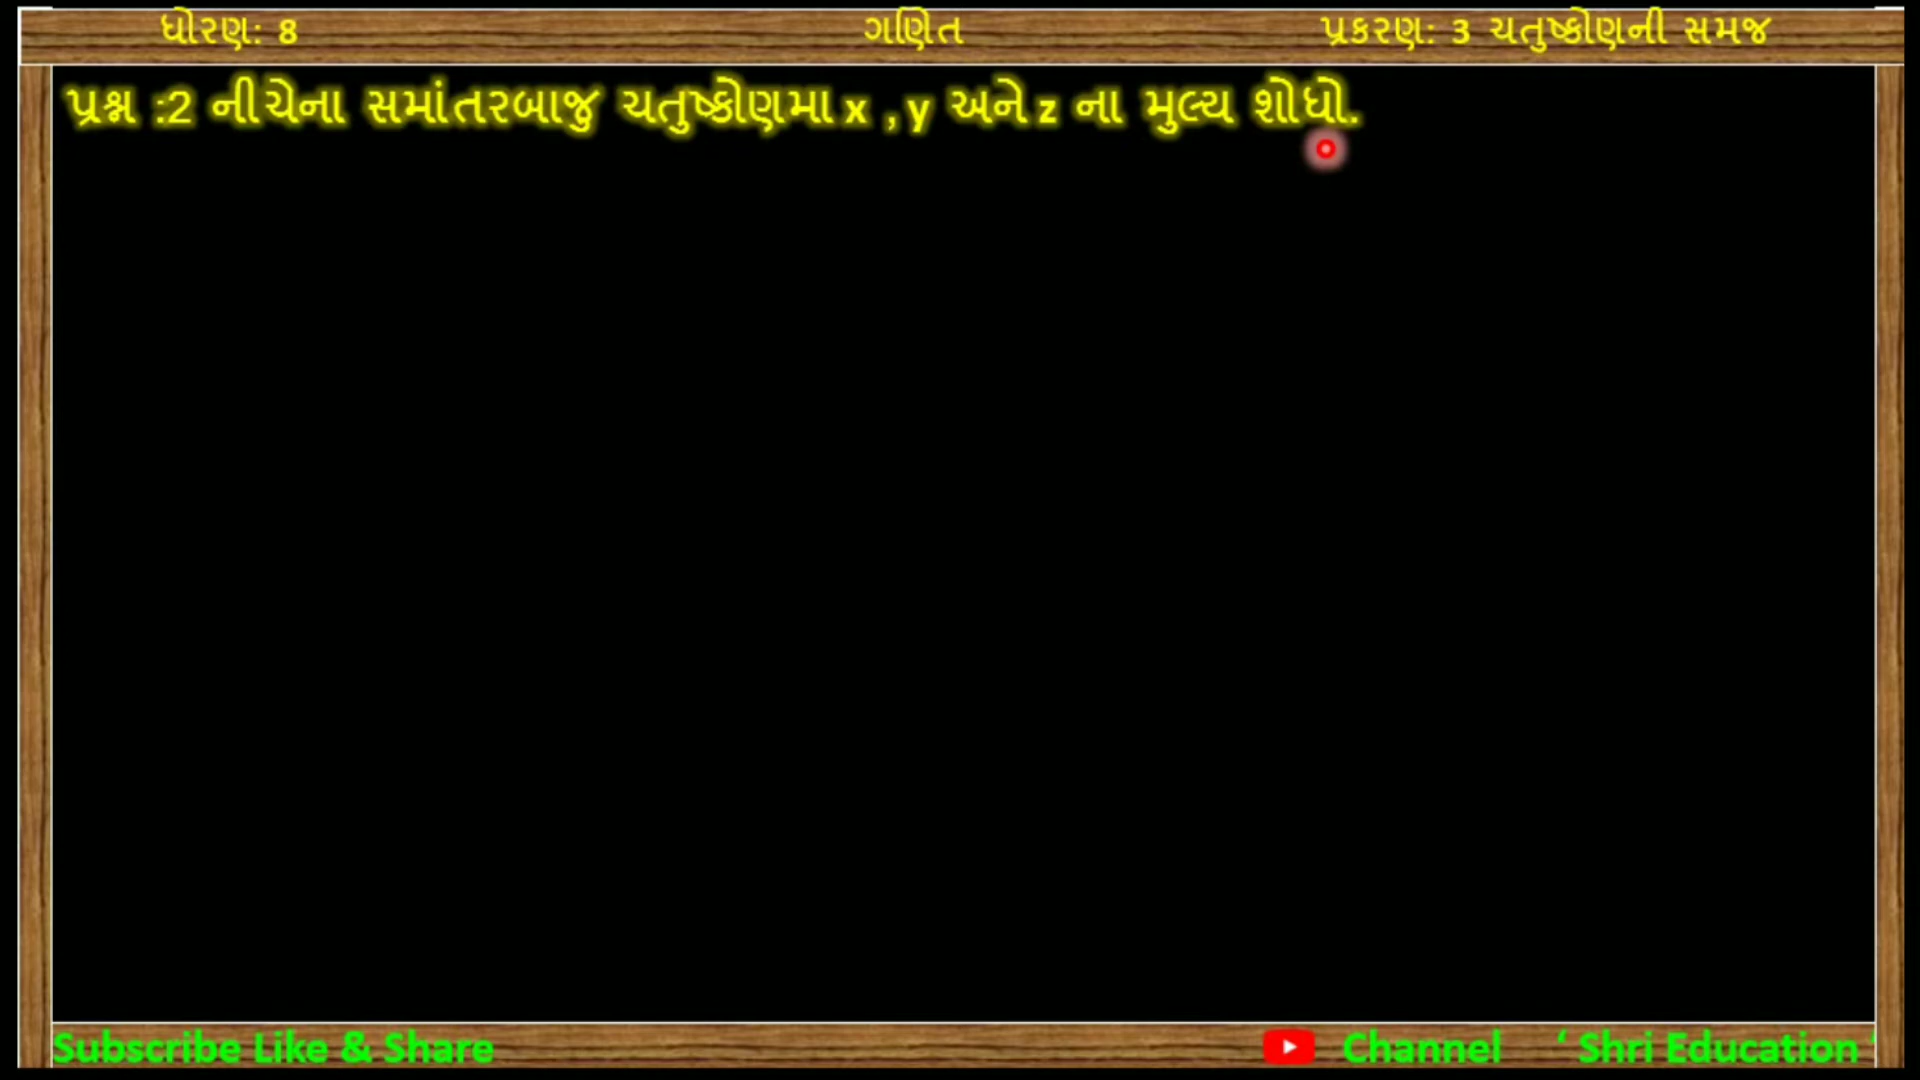 ધોરણ: 8 ગણિત પ્રકરણ: 3 ચતુષ્કોણની સમજ
પ્રશ્ન :2 નીચેના સમાંતરબાજુ ચતુષ્કોણમા x , y અને z ના મુલ્ય શોધો.
Subscribe Like & Share Channel ‘ Shri Education ‘